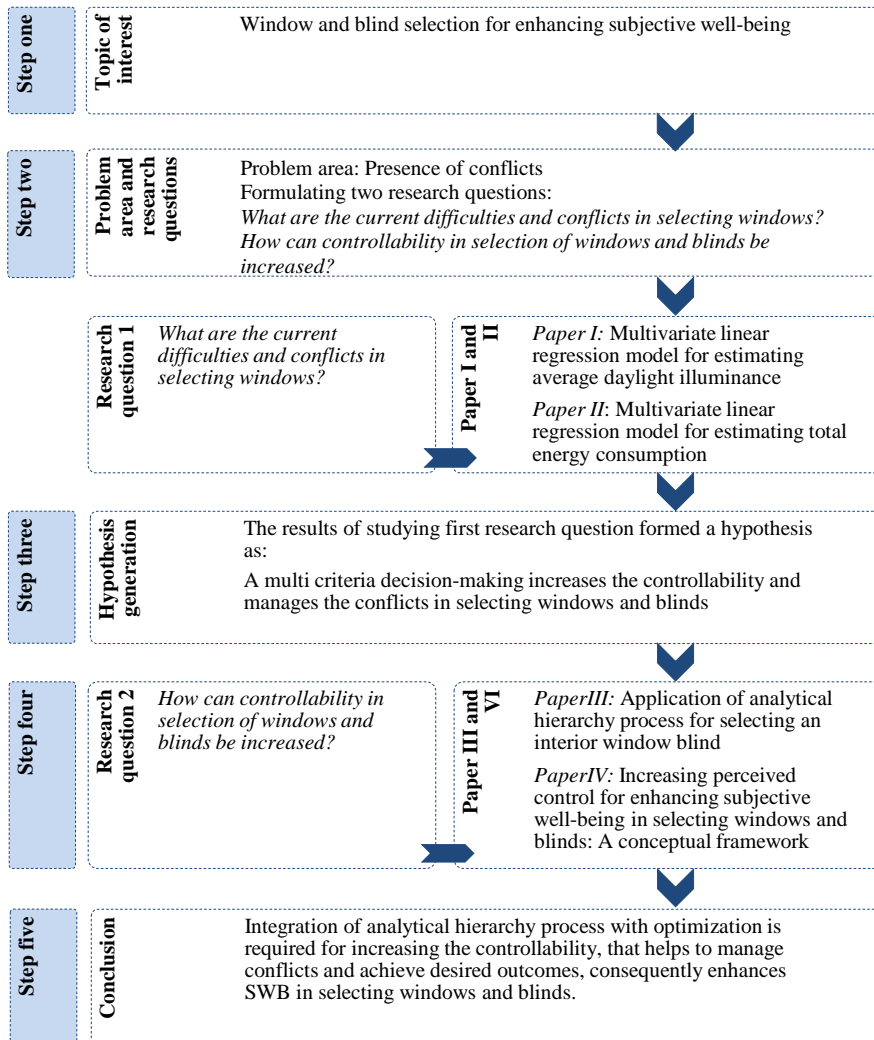 Step one
Topic of
interest
Window and blind selection for enhancing subjective well-being
Step two
Problem
area and
research
questions
Problem area: Presence of conflicts
Formulating two research questions:
What are the current difficulties and conflicts in selecting windows?
How can controllability in selection of windows and blinds be
increased?
Research
question 1
What are the current
difficulties and conflicts in
selecting windows?
Paper I and
II
Paper I: Multivariate linear
regression model for estimating
average daylight illuminance
Paper II: Multivariate linear
regression model for estimating total
energy consumption
Step three
Hypothesis
generation
The results of studying first research question formed a hypothesis
as:
A multi criteria decision-making increases the controllability and
manages the conflicts in selecting windows and blinds
Step four
Research
question 2
How can controllability in
selection of windows and
blinds be increased?
Paper III and
VI
PaperIII: Application of analytical
hierarchy process for selecting an
interior window blind
PaperIV: Increasing perceived
control for enhancing subjective
well-being in selecting windows and
blinds: A conceptual framework
Step five
Conclusion
Integration of analytical hierarchy process with optimization is
required for increasing the controllability, that helps to manage
conflicts and achieve desired outcomes, consequently enhances
SWB in selecting windows and blinds.